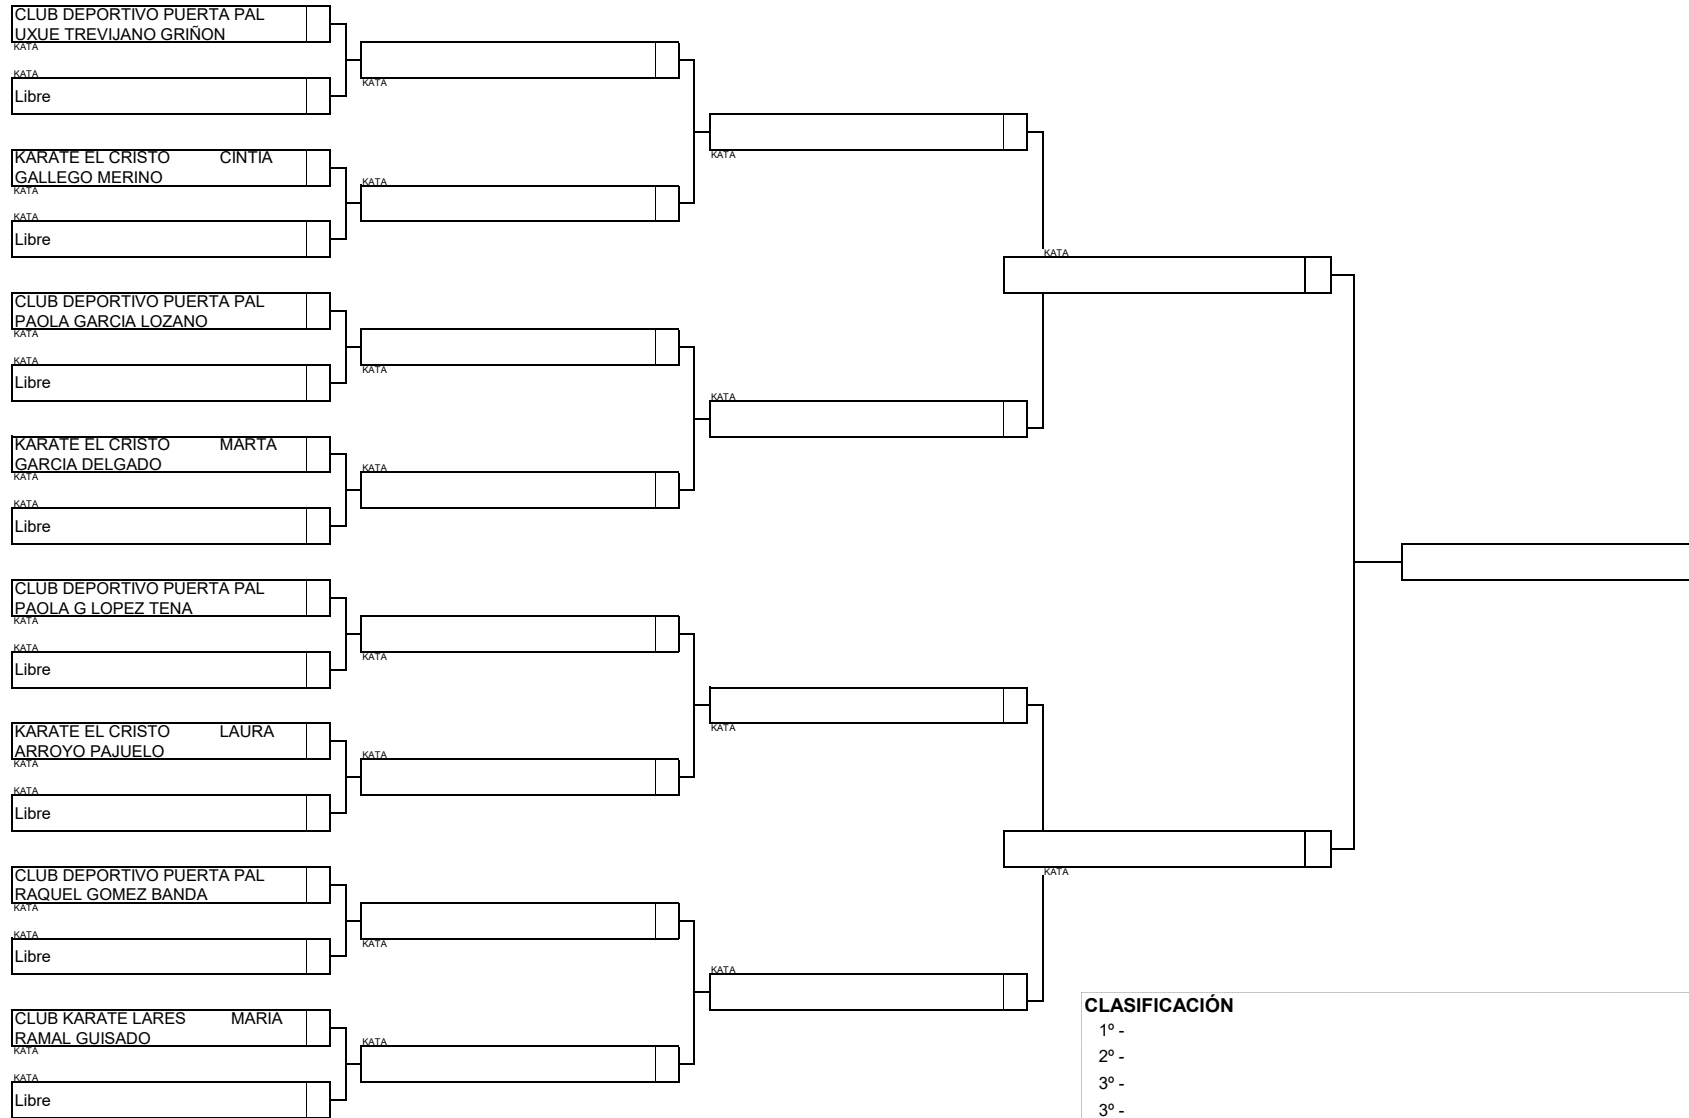 CLUB DEPORTIVO PUERTA PAL
UXUE TREVIJANO GRIÑON
KATA
KATA
Libre
KARATE EL CRISTO CINTIA
GALLEGO MERINO
KATA
KATA
Libre
CLUB DEPORTIVO PUERTA PAL
PAOLA GARCIA LOZANO
KATA
KATA
Libre
KARATE EL CRISTO MARTA
GARCIA DELGADO
KATA
KATA
Libre
CLUB DEPORTIVO PUERTA PAL
PAOLA G LOPEZ TENA
KATA
KATA
Libre
KARATE EL CRISTO LAURA
ARROYO PAJUELO
KATA
KATA
Libre
CLUB DEPORTIVO PUERTA PAL
RAQUEL GOMEZ BANDA
KATA
KATA
Libre
CLUB KARATE LARES MARIA
RAMAL GUISADO
KATA
KATA
Libre
KATA
KATA
KATA
KATA
KATA
KATA
KATA
KATA
KATA
KATA
KATA
KATA
KATA
KATA
CLASIFICACIÓN
1º -
2º -
3º -
3º -